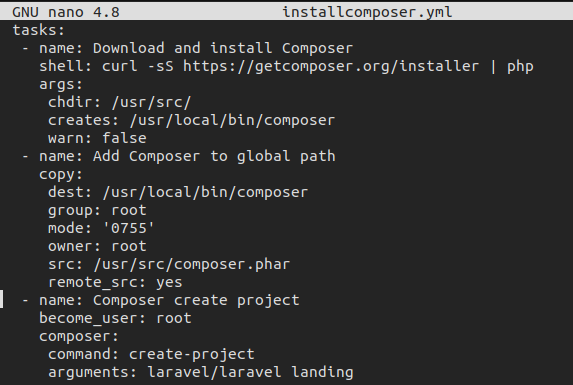 GNU nano 4.8 installcomposer.yml
tasks:
 - name: Download and install Composer
   shell: curl -sS https://getcomposer.org/installer | php
   args:
    chdir: /usr/src/
    creates: /usr/local/bin/composer
    warn: false
 - name: Add Composer to global path
   copy:
    dest: /usr/local/bin/composer
    group: root
    mode: '0755'
    owner: root
    src: /usr/src/composer.phar
    remote_src: yes
 - name: Composer create project
   become_user: root
   composer:
    command: create-project
    arguments: laravel/laravel landing